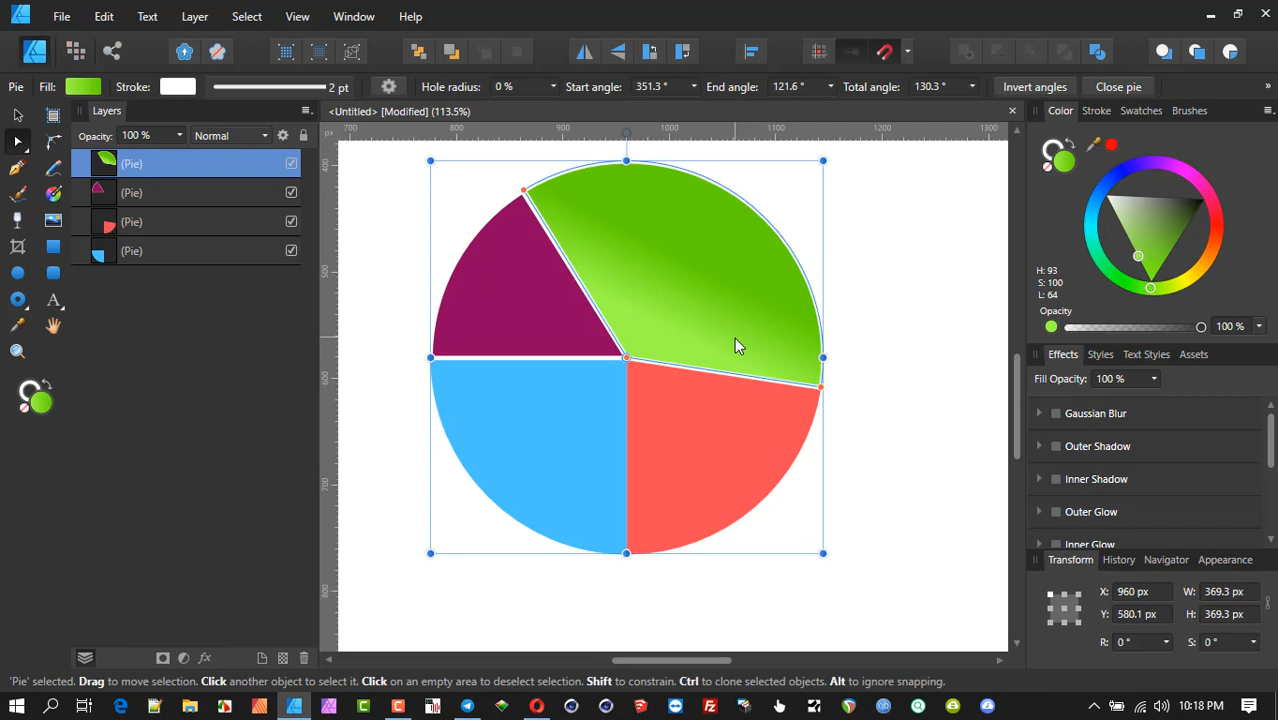 File Edit Text Layer Select View Window Help
Pie Fill: Stroke: 2 pt Hole radius: 0 % Start angle: 351.3° End angle: 121.6° Total angle: 130.3° Invert angles Close pie »
Layers
<Untitled> [Modified] (113.5%)
Color Stroke Swatches Brushes
Opacity: 100 % Normal
px 700 800 900 1000 1100 1200 1300
(Pie)
(Pie)
(Pie)
(Pie)
400
500
600
700
800
H: 93
S: 100
L: 64
Opacity
100 %
Effects Styles Text Styles Assets
Fill Opacity: 100 %
Gaussian Blur
Outer Shadow
Inner Shadow
Outer Glow
Inner Glow
Transform History Navigator Appearance
X: 960 px W: 369.3 px
Y: 580.1 px H: 369.3 px
R: 0 ° S: 0 °
'Pie' selected. Drag to move selection. Click another object to select it. Click on an empty area to deselect selection. Shift to constrain. Ctrl to clone selected objects. Alt to ignore snapping.
10:18 PM